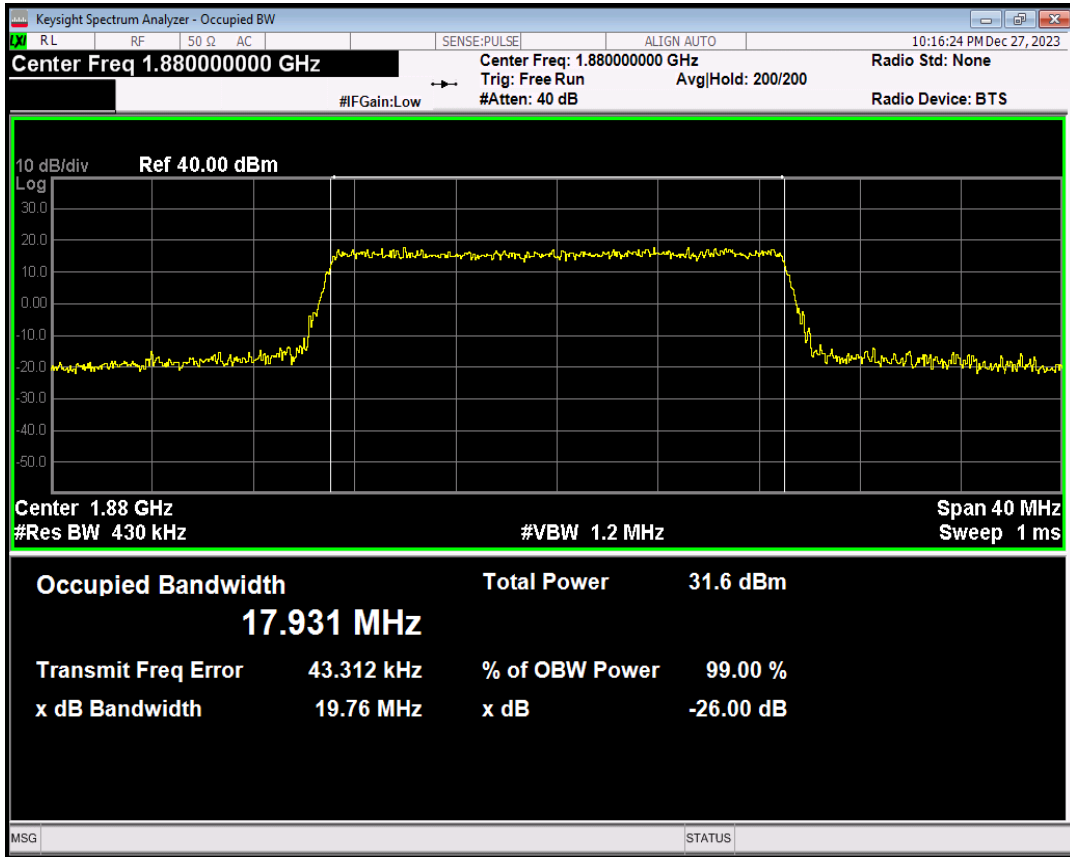 Keysight Spectrum Analyzer - Occupied BW
LXI RL RF 50 Ω AC SENSE:PULSE ALIGN AUTO 10:16:24 PM Dec 27, 2023
Center Freq 1.880000000 GHz Center Freq: 1.880000000 GHz Radio Std: None
Trig: Free Run Avg|Hold: 200/200
#IFGain:Low #Atten: 40 dB Radio Device: BTS
10 dB/div Ref 40.00 dBm
Log
30.0
20.0
10.0
0.00
-10.0
-20.0
-30.0
-40.0
-50.0
Center 1.88 GHz Span 40 MHz
#Res BW 430 kHz #VBW 1.2 MHz Sweep 1 ms
Occupied Bandwidth Total Power 31.6 dBm
17.931 MHz
Transmit Freq Error 43.312 kHz % of OBW Power 99.00 %
x dB Bandwidth 19.76 MHz x dB -26.00 dB
MSG STATUS